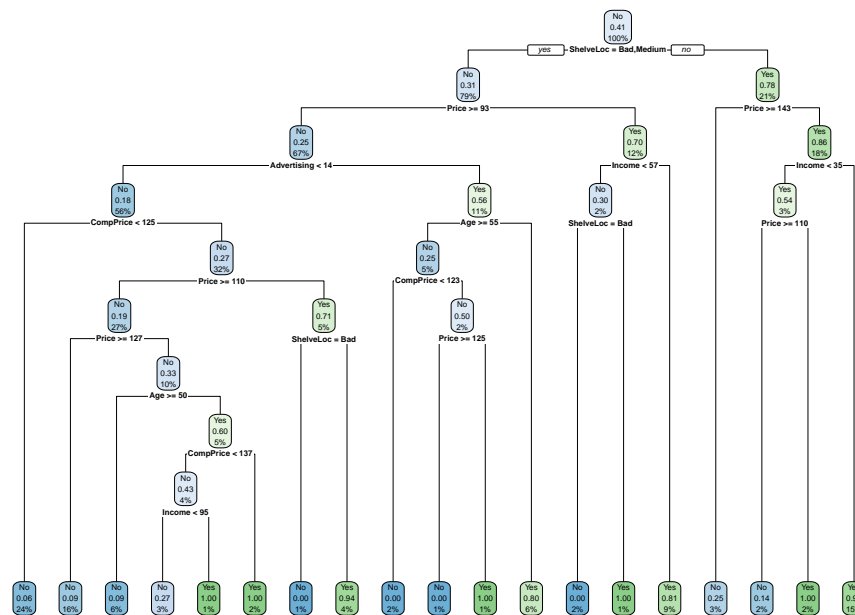 No
0.41
100%
yes ShelveLoc = Bad,Medium no
No
0.31
79%
Yes
0.78
21%
Price >= 93
Price >= 143
No
0.25
67%
Yes
0.70
12%
Yes
0.86
18%
Advertising < 14
Income < 57
Income < 35
No
0.18
56%
Yes
0.56
11%
No
0.30
2%
Yes
0.54
3%
CompPrice < 125
Age >= 55
ShelveLoc = Bad
Price >= 110
No
0.27
32%
No
0.25
5%
Price >= 110
CompPrice < 123
No
0.19
27%
Yes
0.71
5%
No
0.50
2%
Price >= 127
ShelveLoc = Bad
Price >= 125
No
0.33
10%
Age >= 50
Yes
0.60
5%
CompPrice < 137
No
0.43
4%
Income < 95
No
0.06
24%
No
0.09
16%
No
0.09
6%
No
0.27
3%
Yes
1.00
1%
Yes
1.00
2%
No
0.00
1%
Yes
0.94
4%
No
0.00
2%
No
0.00
1%
Yes
1.00
1%
Yes
0.80
6%
No
0.00
2%
Yes
1.00
1%
Yes
0.81
9%
No
0.25
3%
No
0.14
2%
Yes
1.00
2%